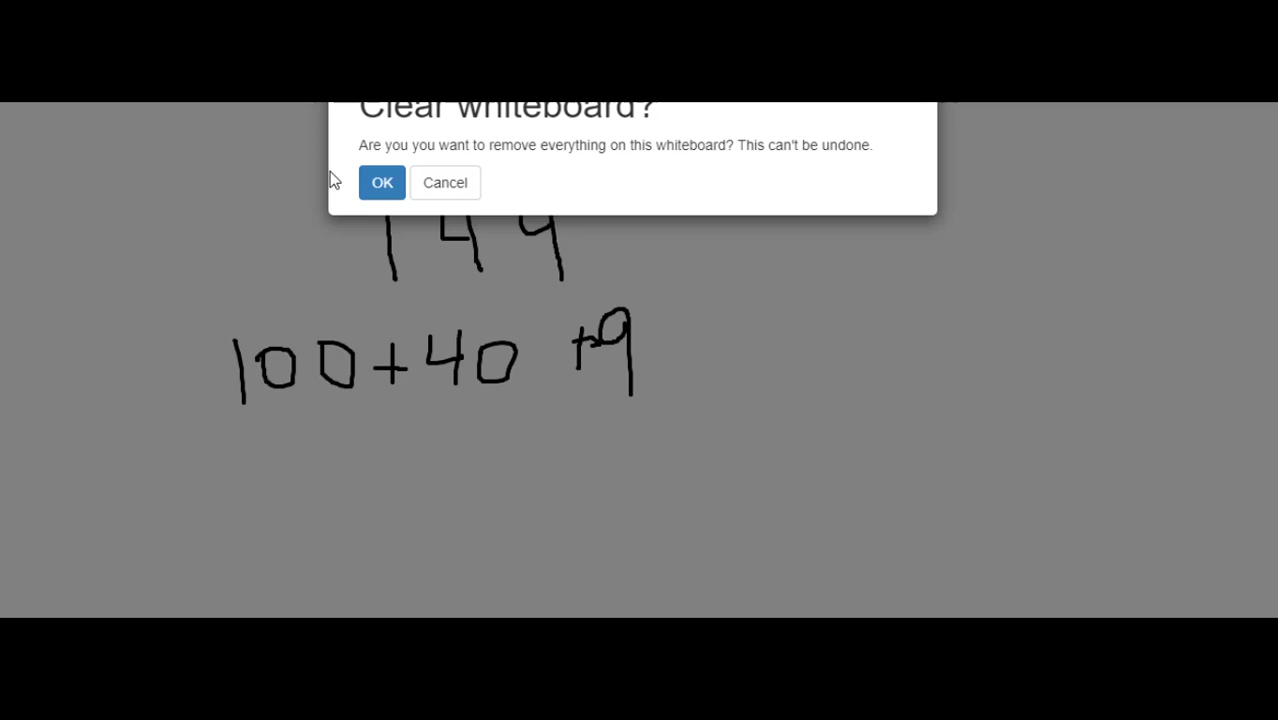 Clear whiteboard?
Are you you want to remove everything on this whiteboard? This can't be undone.
OK Cancel
149
100+40 +9